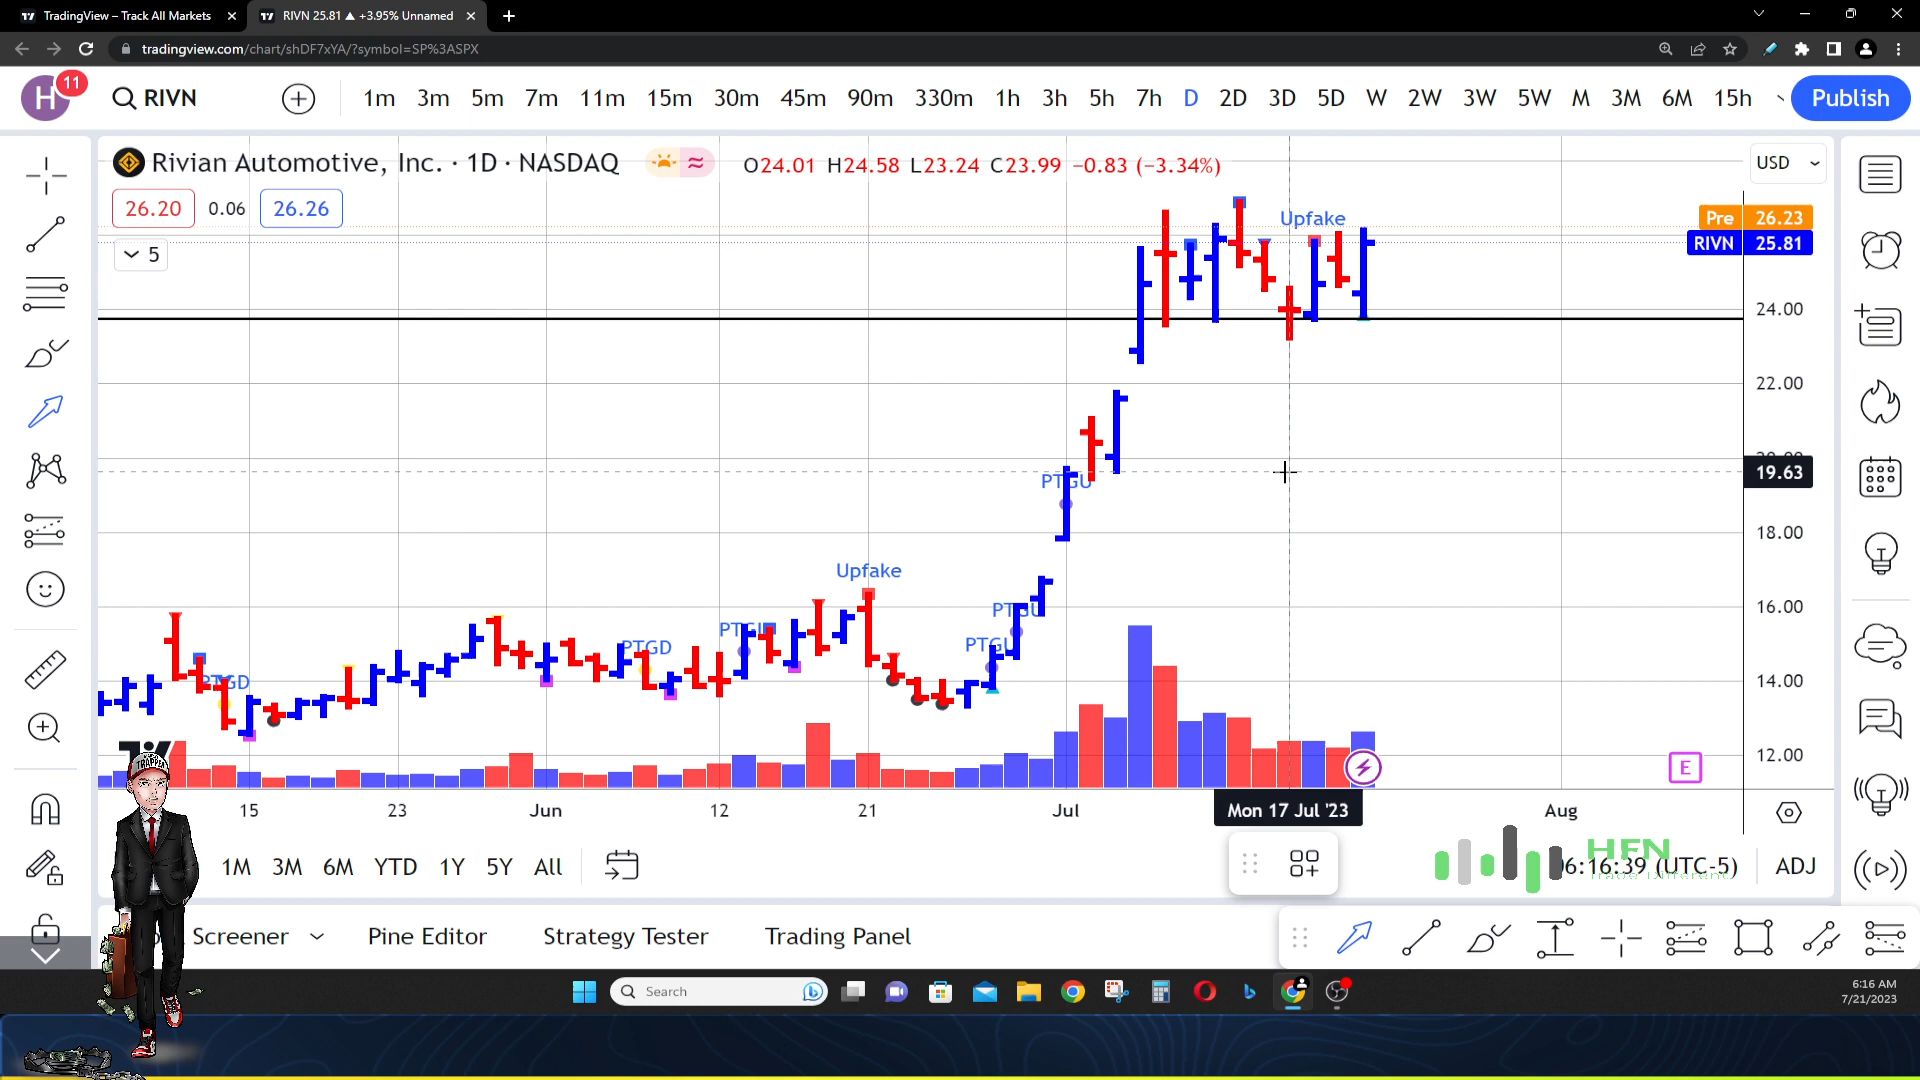 TradingView – Track All Markets
RIVN 25.81 ▲ +3.95% Unnamed
tradingview.com/chart/shDF7xYA/?symbol=SP%3ASPX
H 11
RIVN
1m 3m 5m 7m 11m 15m 30m 45m 90m 330m 1h 3h 5h 7h D 2D 3D 5D W 2W 3W 5W M 3M 6M 15h
Publish
Rivian Automotive, Inc. · 1D · NASDAQ
O24.01 H24.58 L23.24 C23.99 −0.83 (−3.34%)
USD
26.20 0.06 26.26
Pre 26.23
Upfake
RIVN 25.81
5
24.00
22.00
19.63
PTGU
18.00
Upfake
16.00
PTGU
PTGD
PTGD
14.00
12.00
TRAPPER
E
15 23 Jun 12 21 Jul Mon 17 Jul '23 Aug
1M 3M 6M YTD 1Y 5Y All
HFN
Trade Different
(UTC-5) ADJ
Screener Pine Editor Strategy Tester Trading Panel
Search
6:16 AM
7/21/2023